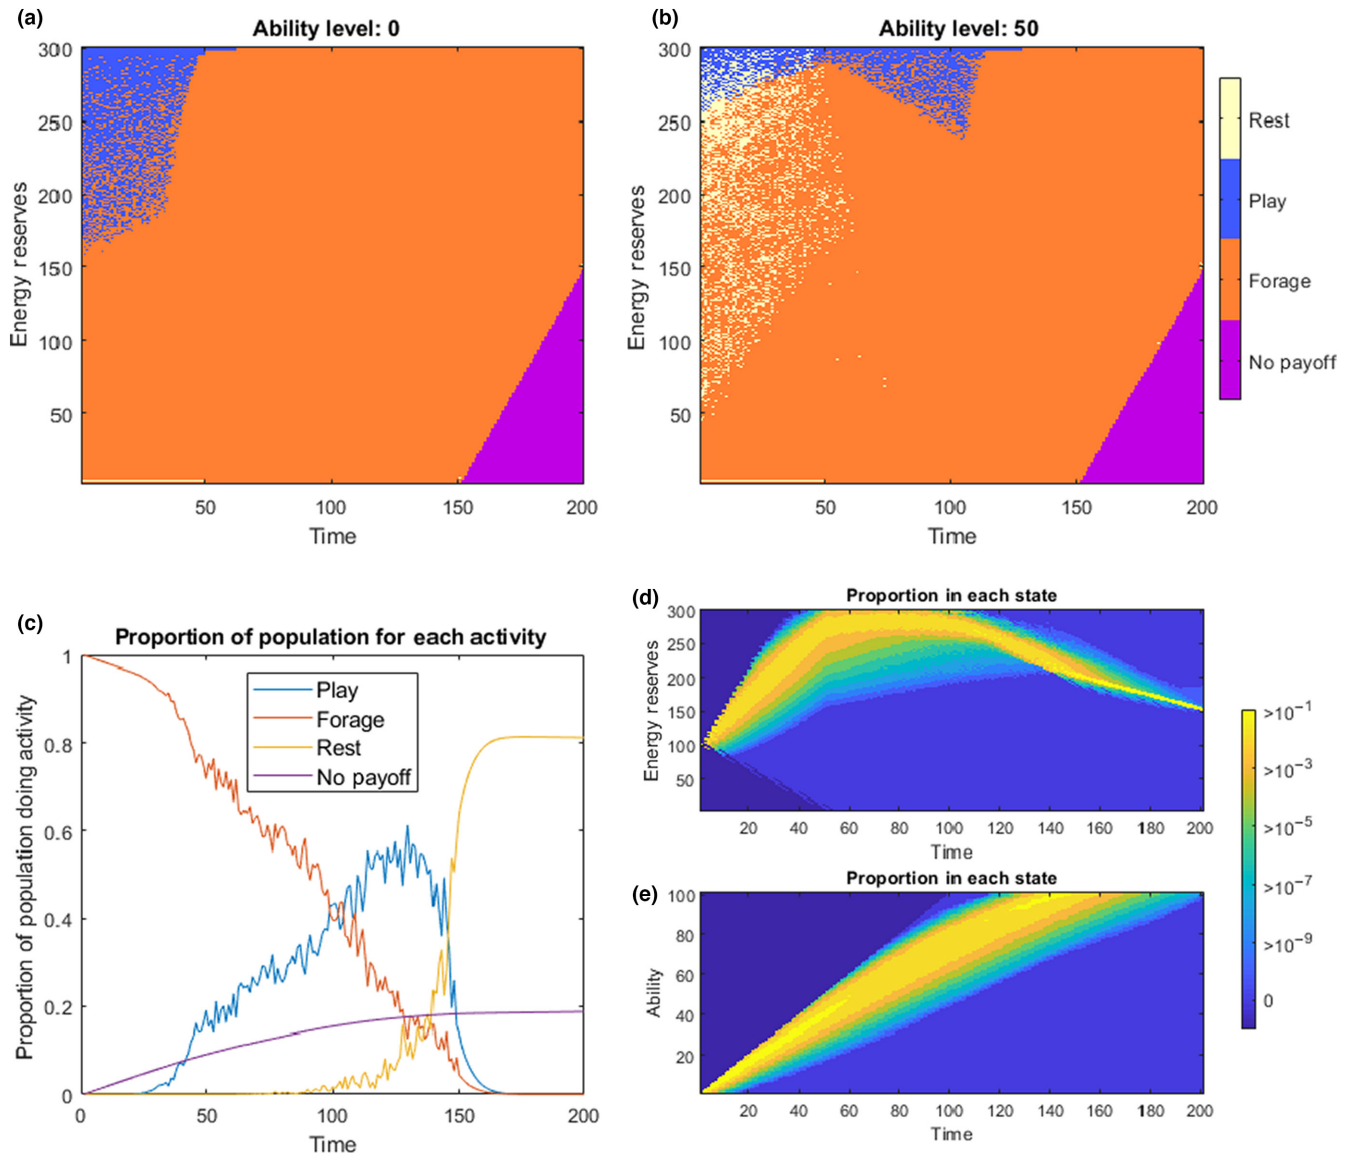 (a)
Ability level: 0
300
250
200
150
100
50
Energy reserves
50
100
150
200
Time
(b)
Ability level: 50
300
250
200
150
100
50
Energy reserves
50
100
150
200
Time
Rest
Play
Forage
No payoff
(c)
Proportion of population for each activity
1
0.8
0.6
0.4
0.2
0
Proportion of population doing activity
Play
Forage
Rest
No payoff
0
50
100
150
200
Time
(d)
Proportion in each state
300
250
200
150
100
50
Energy reserves
20
40
60
80
100
120
140
160
180
200
Time
(e)
Proportion in each state
100
80
60
40
20
Ability
20
40
60
80
100
120
140
160
180
200
Time
>10⁻¹
>10⁻³
>10⁻⁵
>10⁻⁷
>10⁻⁹
0